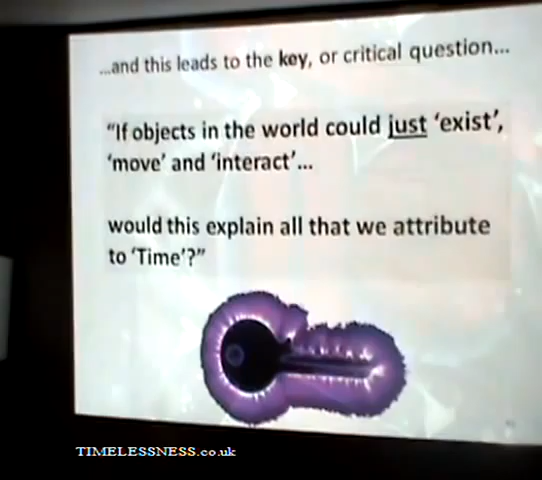 ...and this leads to the key, or critical question...
"If objects in the world could just 'exist',
'move' and 'interact'...
would this explain all that we attribute
to 'Time'?"
TIMELESSNESS.co.uk